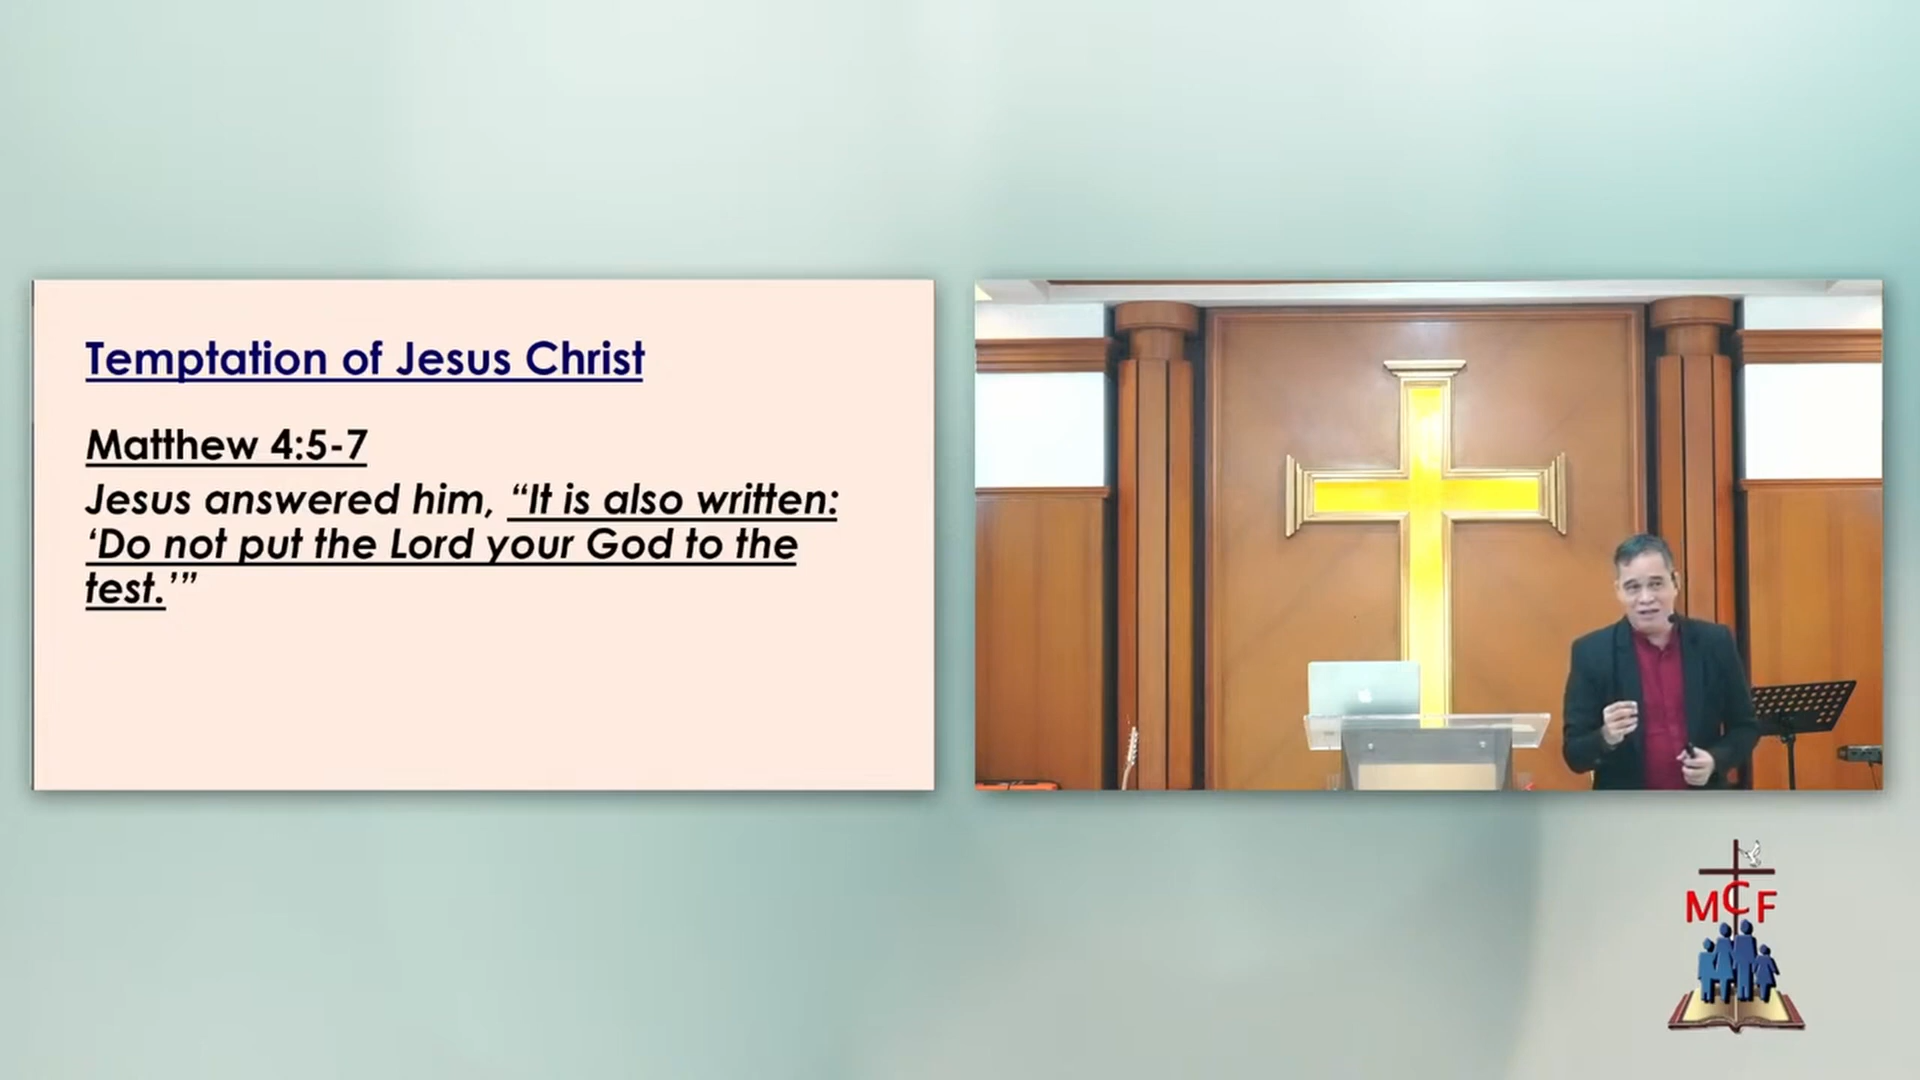 Temptation of Jesus Christ
Matthew 4:5-7
Jesus answered him, “It is also written:
‘Do not put the Lord your God to the
test.’”
MCF